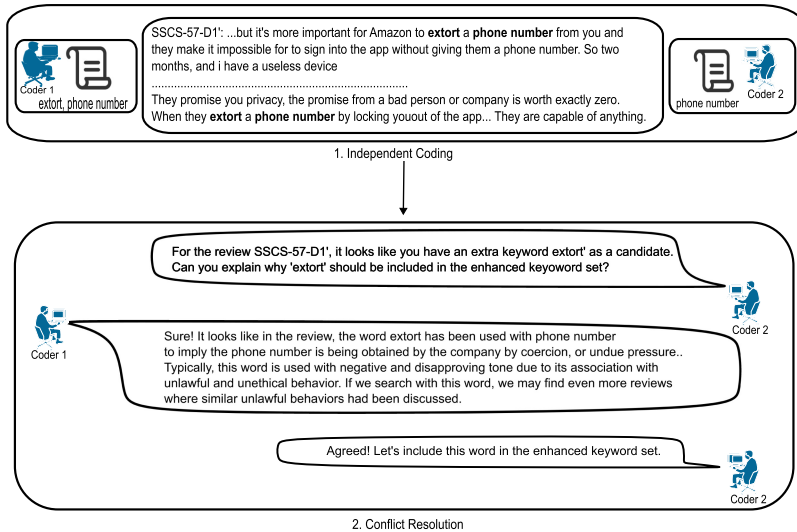 SSCS-57-D1': ...but it's more important for Amazon to extort a phone number from you and
they make it impossible for to sign into the app without giving them a phone number. So two
months, and i have a useless device
................................................................................
They promise you privacy, the promise from a bad person or company is worth exactly zero.
When they extort a phone number by locking youout of the app... They are capable of anything.
Coder 1
extort, phone number
phone number
Coder 2
1. Independent Coding
For the review SSCS-57-D1', it looks like you have an extra keyword extort' as a candidate.
Can you explain why 'extort' should be included in the enhanced keyoword set?
Coder 2
Coder 1
Sure! It looks like in the review, the word extort has been used with phone number
to imply the phone number is being obtained by the company by coercion, or undue pressure..
Typically, this word is used with negative and disapproving tone due to its association with
unlawful and unethical behavior. If we search with this word, we may find even more reviews
where similar unlawful behaviors had been discussed.
Agreed! Let's include this word in the enhanced keyword set.
Coder 2
2. Conflict Resolution